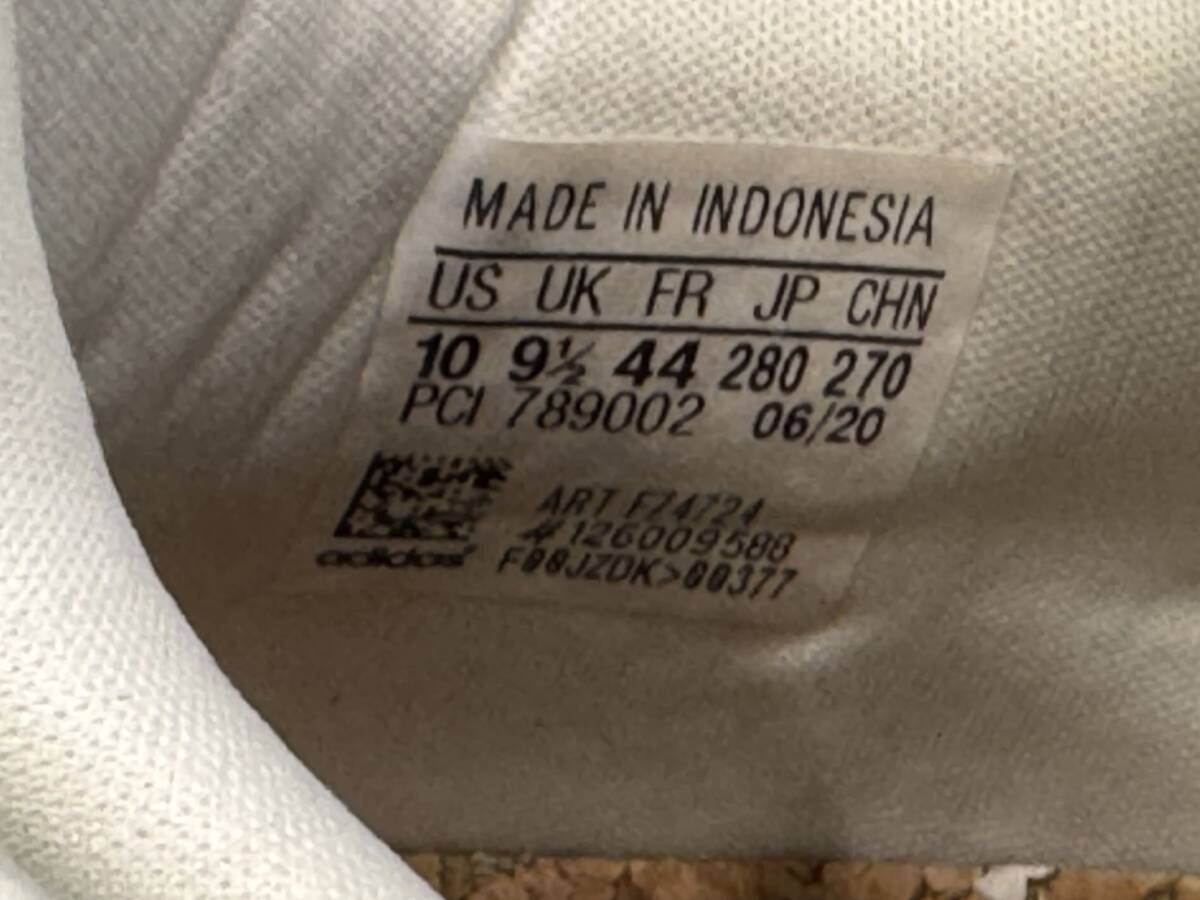 MADE IN INDONESIA
US UK FR JP CHN
10 9½ 44 280 270
PCI 789002 06/20
ART FZ4724
#126009588
adidas F00JZDK>00377